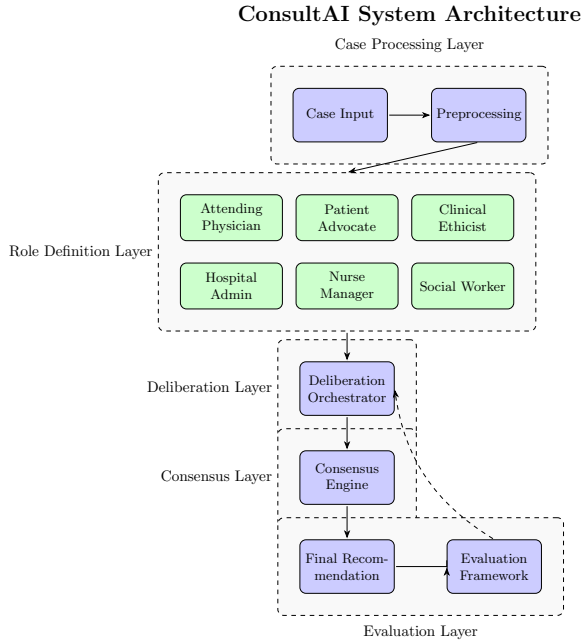 ConsultAI System Architecture
Case Processing Layer
Case Input
Preprocessing
Role Definition Layer
Attending
Physician
Patient
Advocate
Clinical
Ethicist
Hospital
Admin
Nurse
Manager
Social Worker
Deliberation Layer
Deliberation
Orchestrator
Consensus Layer
Consensus
Engine
Final Recom-
mendation
Evaluation
Framework
Evaluation Layer